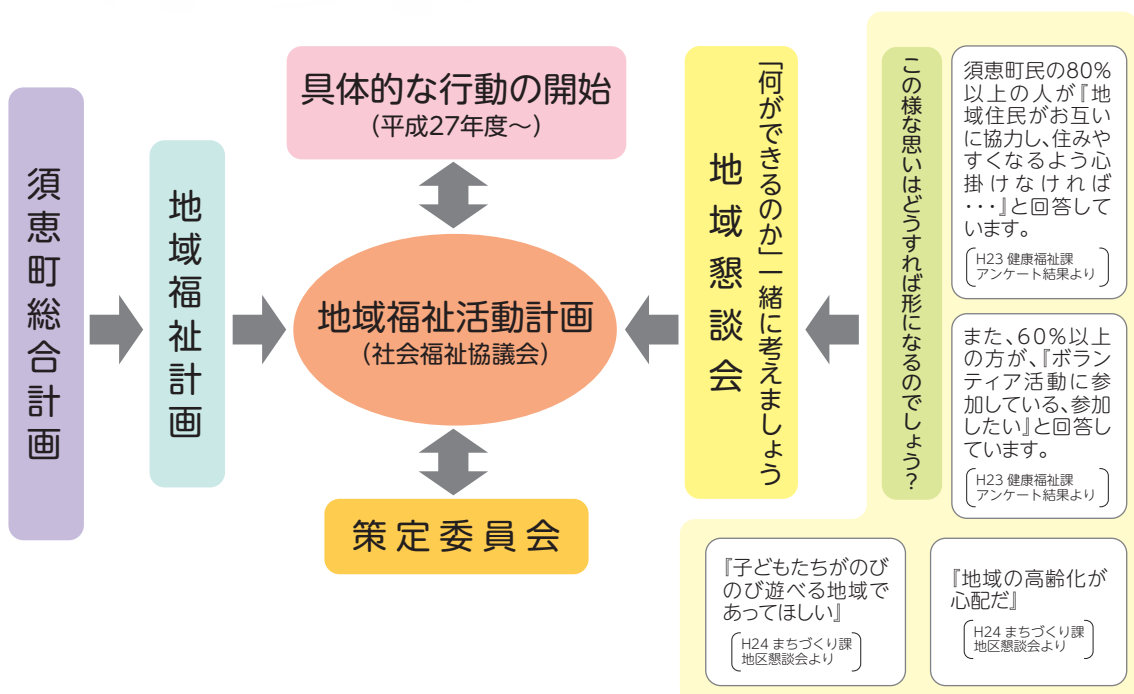 須恵町総合計画
地域福祉計画
具体的な行動の開始
(平成27年度～)
地域福祉活動計画
(社会福祉協議会)
策定委員会
「何ができるのか」一緒に考えましょう
地域懇談会
この様な思いはどうすれば形になるのでしょう？
須恵町民の80%
以上の人が『地
域住民がお互い
に協力し、住みや
すくなるよう心
掛けなければ
・・・』と回答して
います。
H23 健康福祉課
アンケート結果より
また、60%以上
の方が、『ボラン
ティア活動に参
加している、参加
したい』と回答し
ています。
H23 健康福祉課
アンケート結果より
『子どもたちがのび
のび遊べる地域で
あってほしい』
H24 まちづくり課
地区懇談会より
『地域の高齢化が
心配だ』
H24 まちづくり課
地区懇談会より